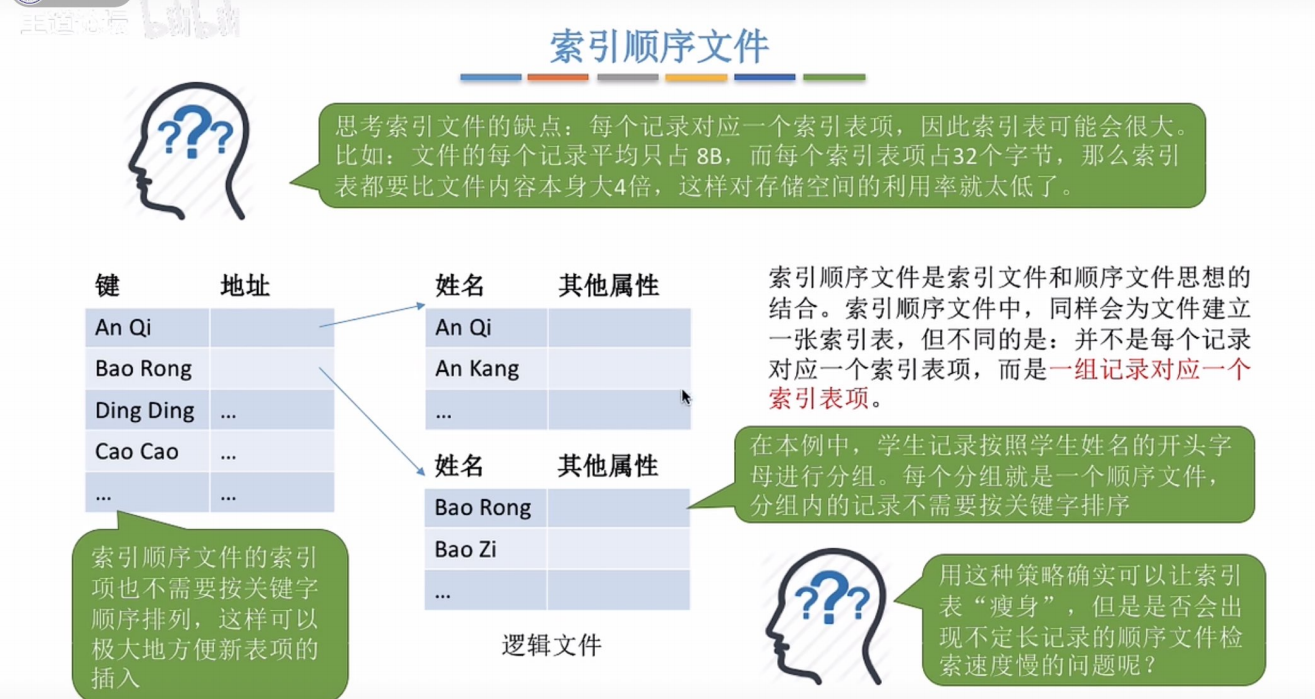 王道论坛 bilibili
索引顺序文件
???
思考索引文件的缺点：每个记录对应一个索引表项，因此索引表可能会很大。
比如：文件的每个记录平均只占 8B，而每个索引表项占32个字节，那么索引
表都要比文件内容本身大4倍，这样对存储空间的利用率就太低了。
键 地址
An Qi
Bao Rong
Ding Ding ...
Cao Cao ...
... ...
索引顺序文件的索引
项也不需要按关键字
顺序排列，这样可以
极大地方便新表项的
插入
姓名 其他属性
An Qi
An Kang
...
姓名 其他属性
Bao Rong
Bao Zi
...
逻辑文件
索引顺序文件是索引文件和顺序文件思想的
结合。索引顺序文件中，同样会为文件建立
一张索引表，但不同的是：并不是每个记录
对应一个索引表项，而是一组记录对应一个
索引表项。
在本例中，学生记录按照学生姓名的开头字
母进行分组。每个分组就是一个顺序文件，
分组内的记录不需要按关键字排序
???
用这种策略确实可以让索引
表“瘦身”，但是是否会出
现不定长记录的顺序文件检
索速度慢的问题呢？